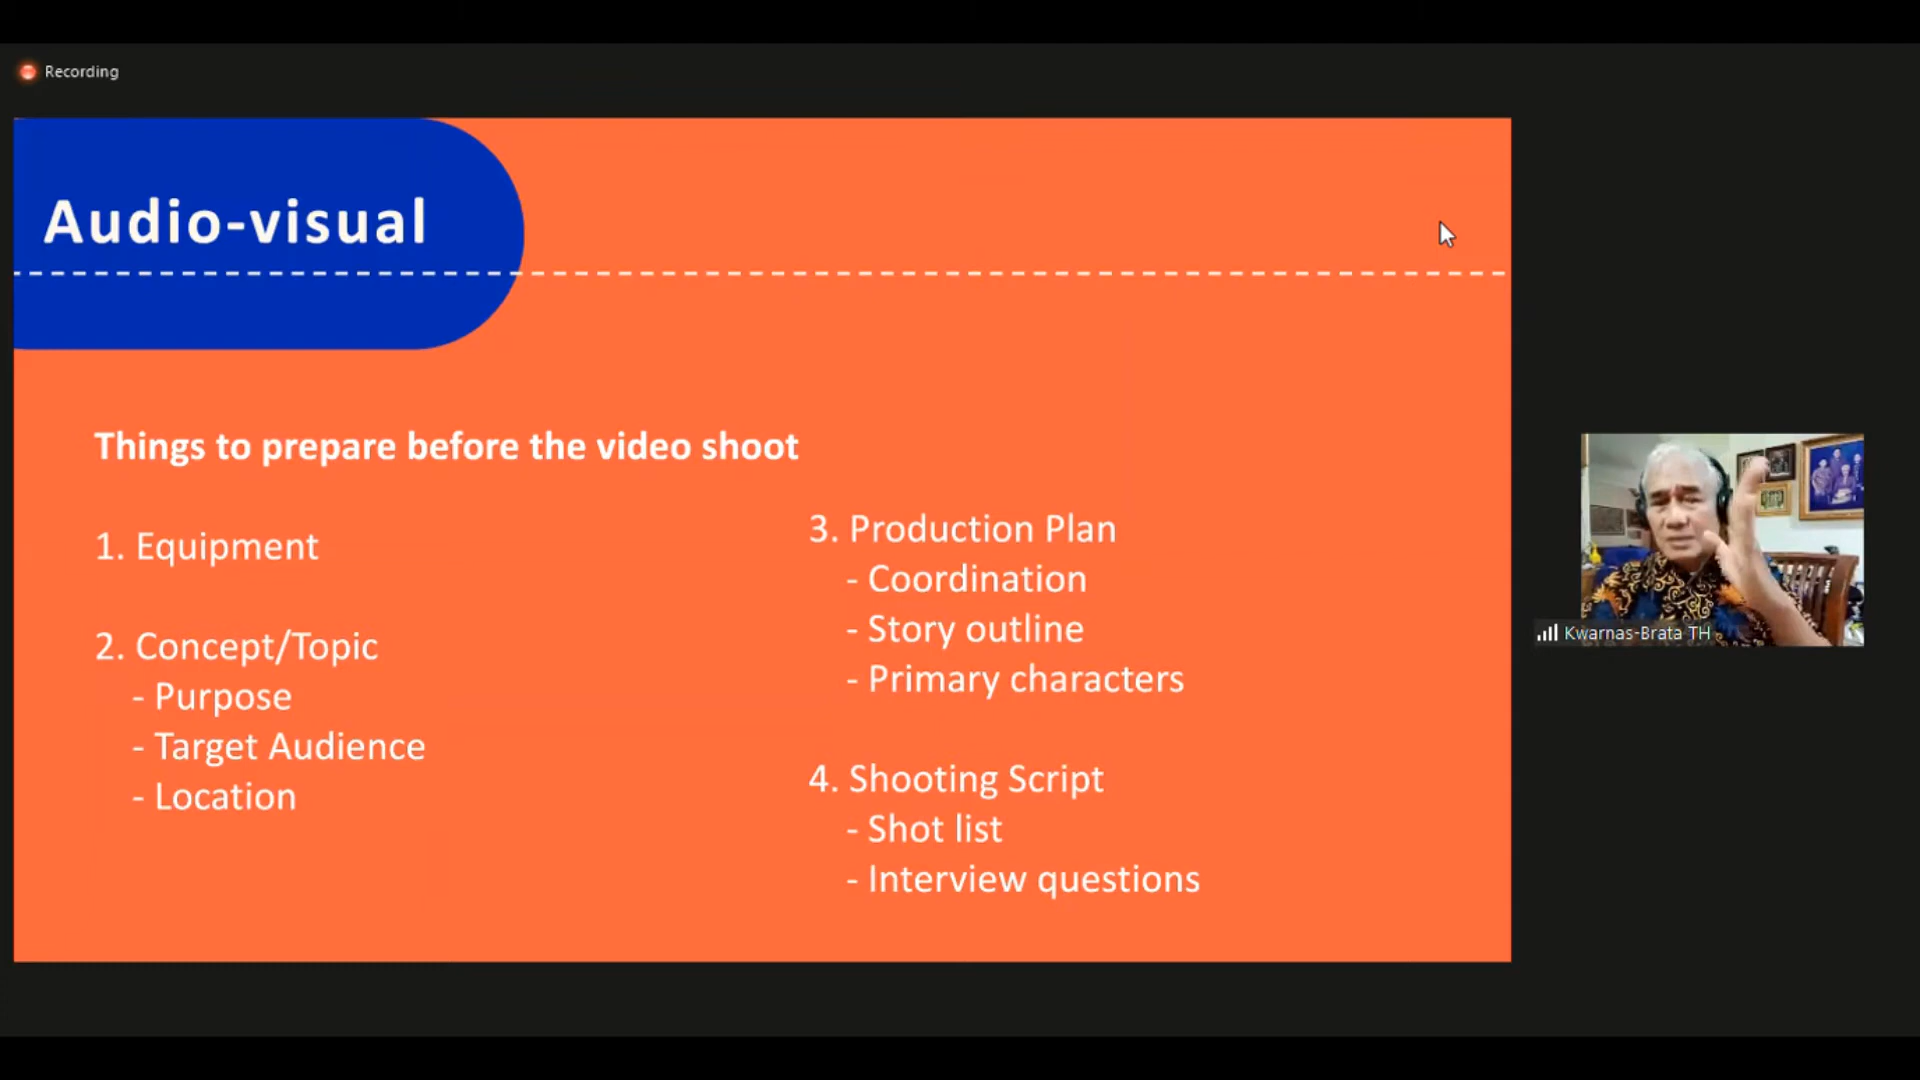 Recording
Audio-visual
Things to prepare before the video shoot
1. Equipment
2. Concept/Topic
- Purpose
- Target Audience
- Location
3. Production Plan
- Coordination
- Story outline
- Primary characters
4. Shooting Script
- Shot list
- Interview questions
Kwarnas-Brata TH